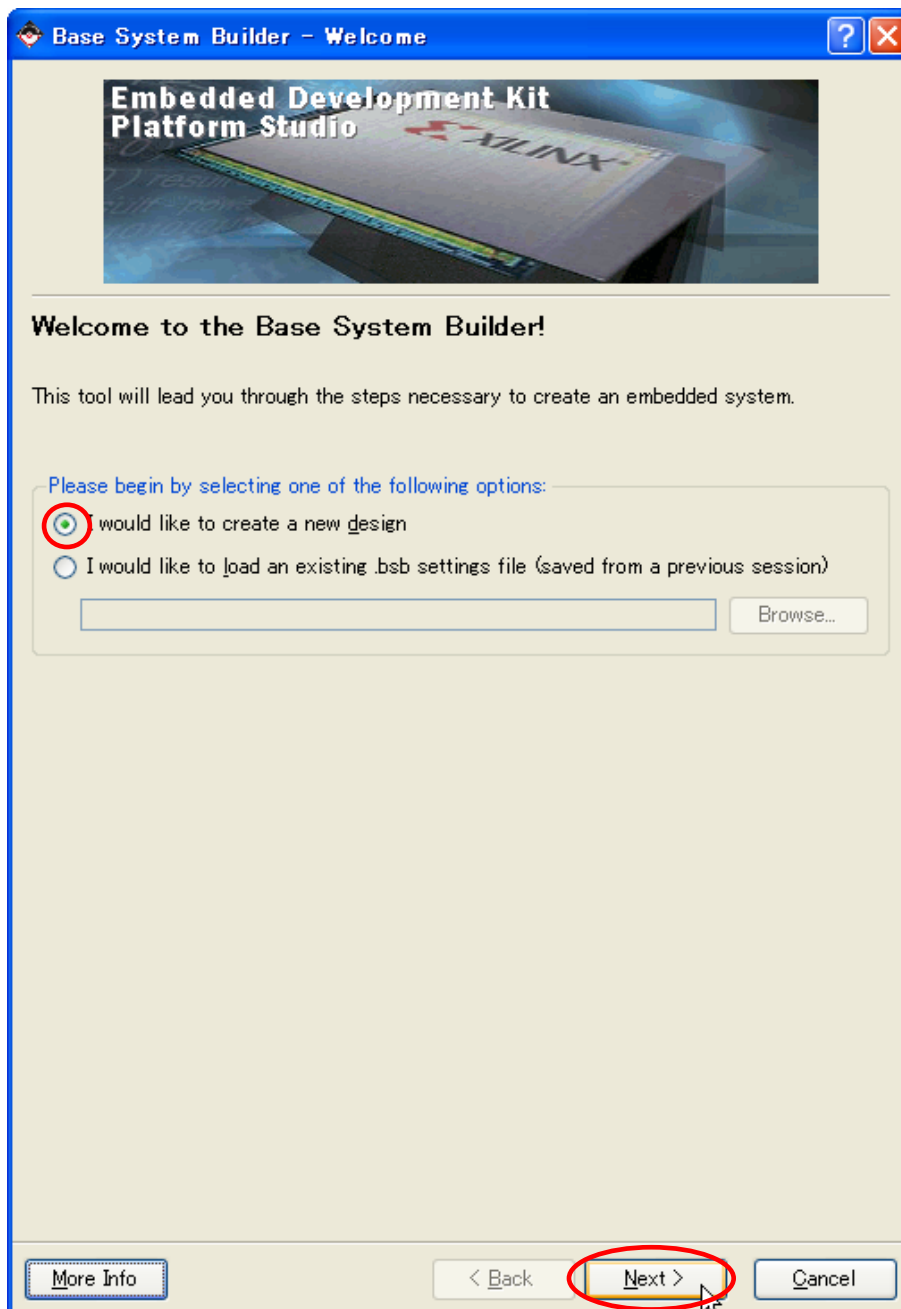 Base System Builder - Welcome
Embedded Development Kit
Platform Studio
XILINX
Welcome to the Base System Builder!
This tool will lead you through the steps necessary to create an embedded system.
Please begin by selecting one of the following options:
I would like to create a new design
I would like to load an existing .bsb settings file (saved from a previous session)
Browse...
More Info
< Back
Next >
Cancel